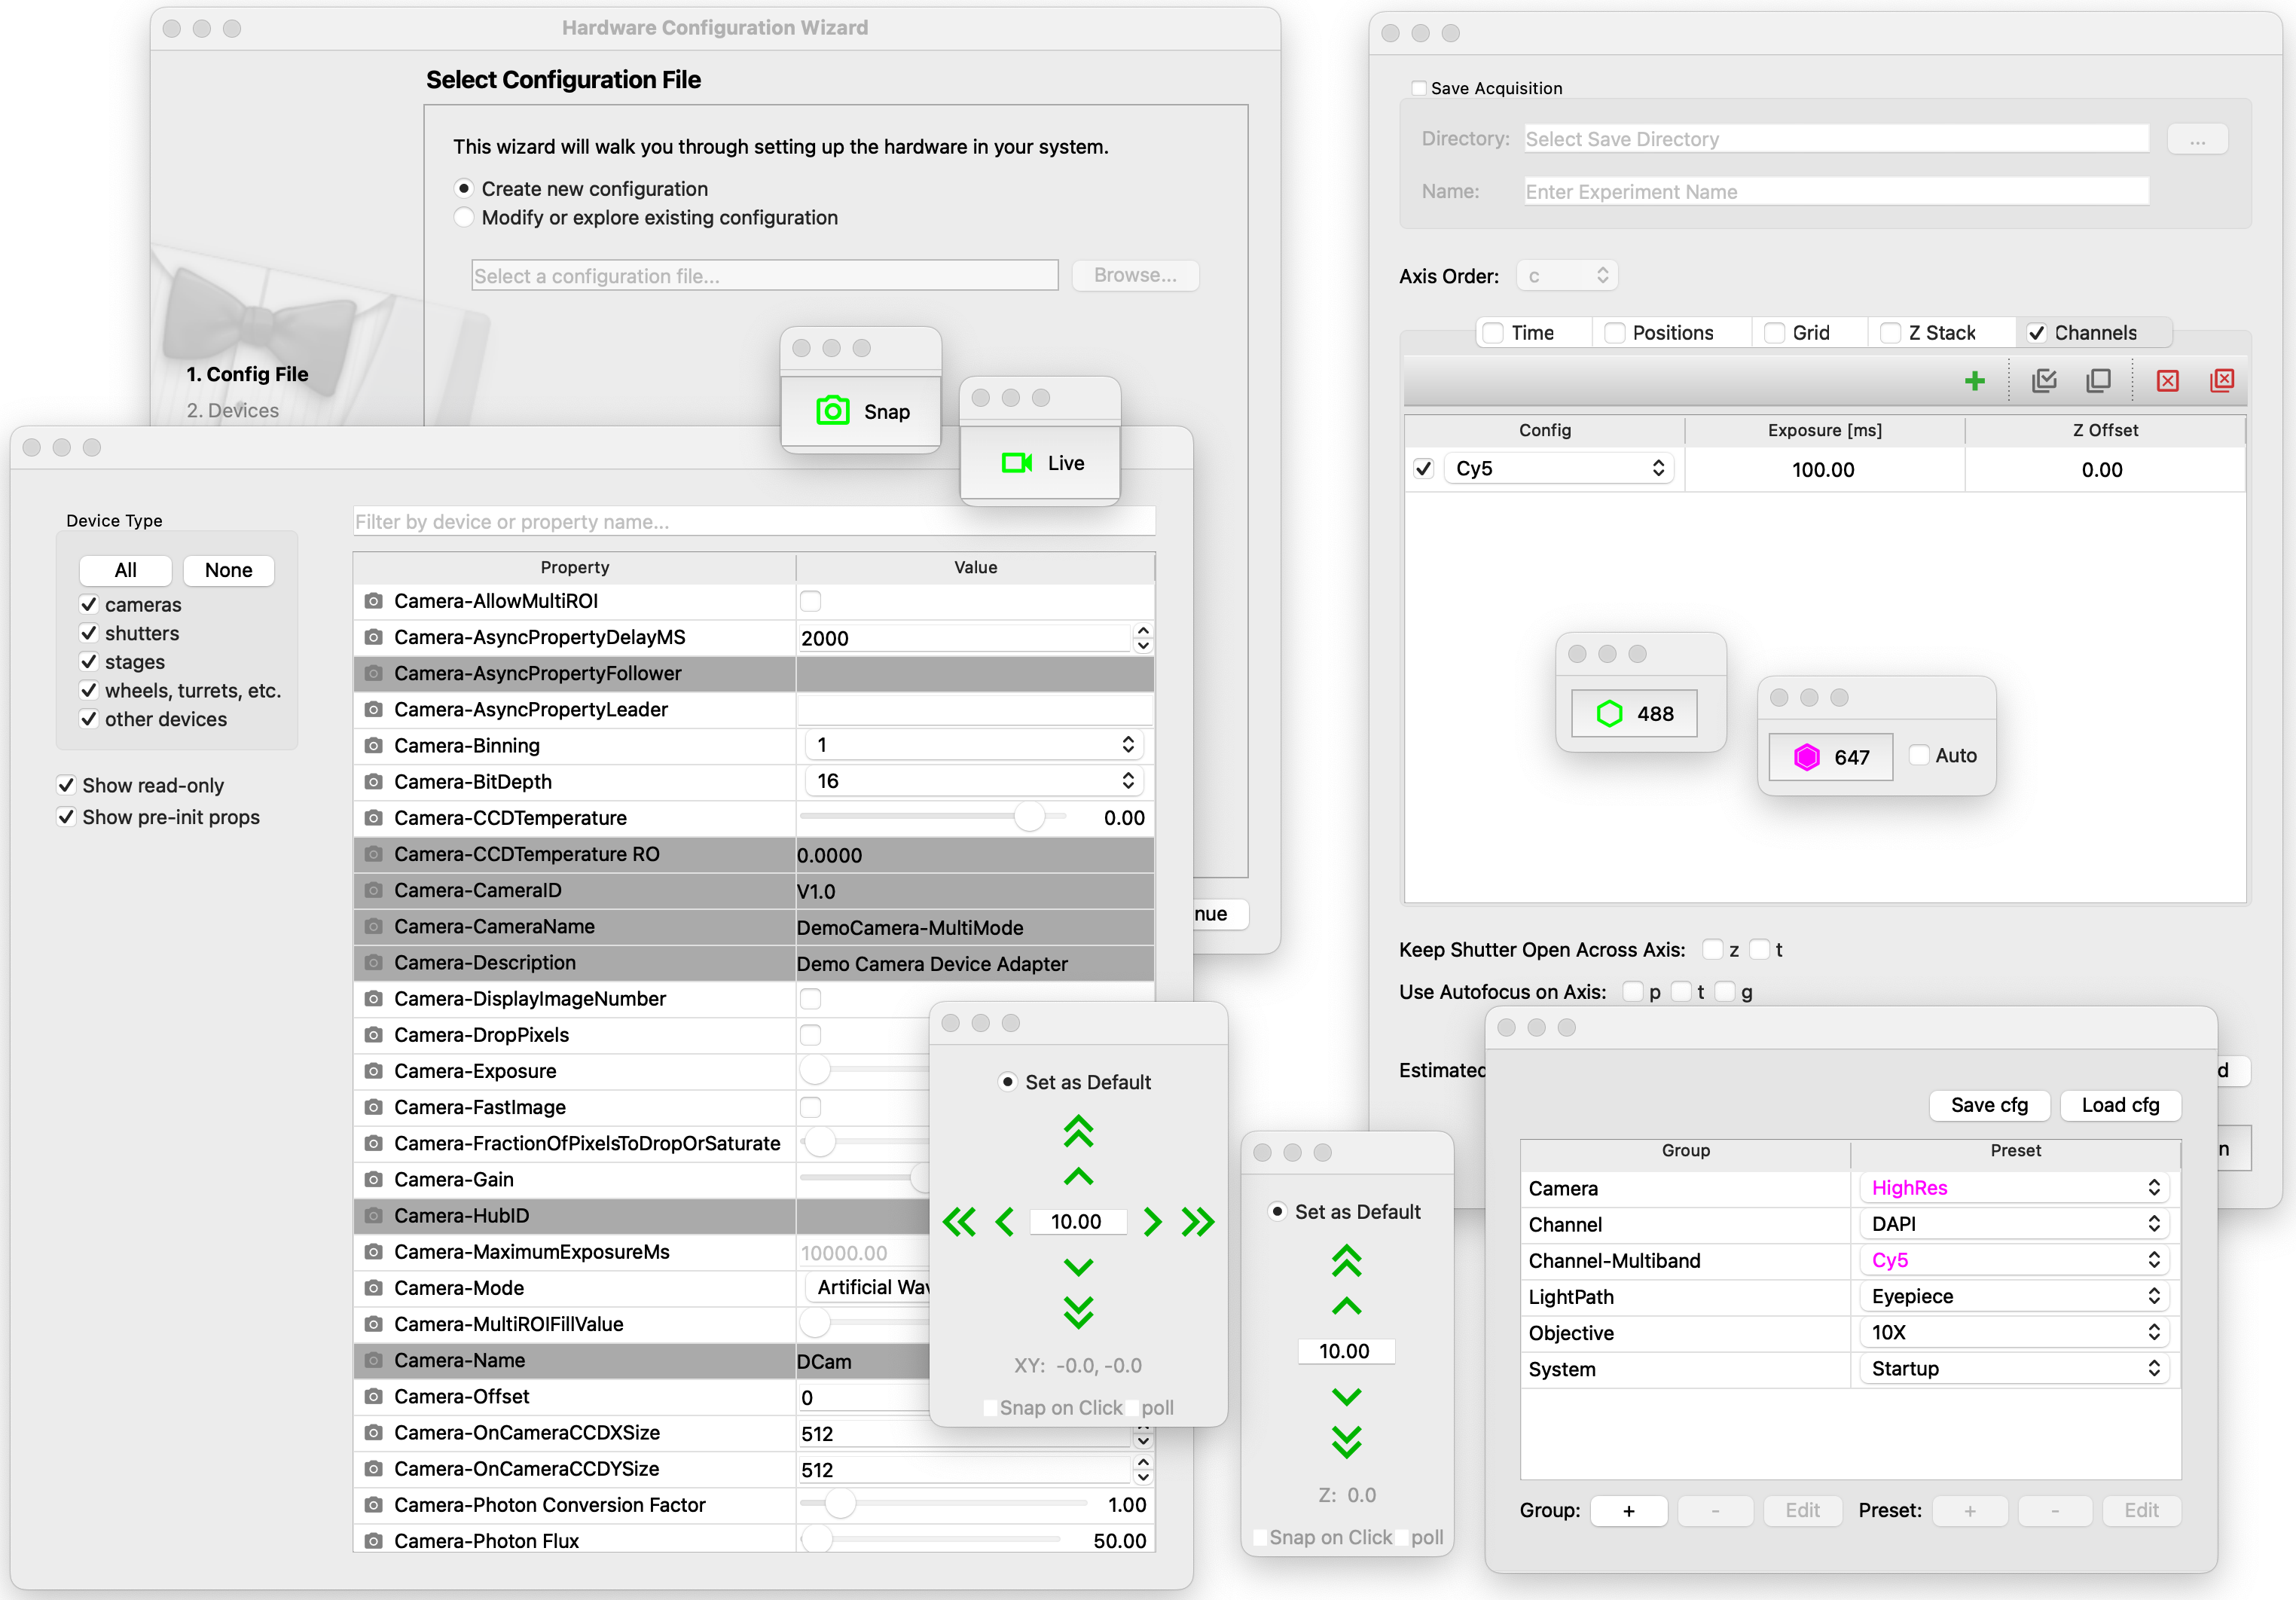 Hardware Configuration Wizard
Select Configuration File
This wizard will walk you through setting up the hardware in your system.
Create new configuration
Modify or explore existing configuration
Select a configuration file...
Browse...
1. Config File
2. Devices
nue
Snap
Live
Device Type
All
None
cameras
shutters
stages
wheels, turrets, etc.
other devices
Show read-only
Show pre-init props
Filter by device or property name...
Property Value
Camera-AllowMultiROI
Camera-AsyncPropertyDelayMS 2000
Camera-AsyncPropertyFollower
Camera-AsyncPropertyLeader
Camera-Binning 1
Camera-BitDepth 16
Camera-CCDTemperature 0.00
Camera-CCDTemperature RO 0.0000
Camera-CameraID V1.0
Camera-CameraName DemoCamera-MultiMode
Camera-Description Demo Camera Device Adapter
Camera-DisplayImageNumber
Camera-DropPixels
Camera-Exposure
Camera-FastImage
Camera-FractionOfPixelsToDropOrSaturate
Camera-Gain
Camera-HubID
Camera-MaximumExposureMs 10000.00
Camera-Mode Artificial Wav
Camera-MultiROIFillValue
Camera-Name DCam
Camera-Offset 0
Camera-OnCameraCCDXSize 512
Camera-OnCameraCCDYSize 512
Camera-Photon Conversion Factor 1.00
Camera-Photon Flux 50.00
Set as Default
10.00
XY: -0.0, -0.0
Snap on Click poll
Set as Default
10.00
Z: 0.0
Snap on Click poll
Save Acquisition
Directory: Select Save Directory ...
Name: Enter Experiment Name
Axis Order: c
Time Positions Grid Z Stack Channels
Config Exposure [ms] Z Offset
Cy5 100.00 0.00
488
647 Auto
Keep Shutter Open Across Axis: z t
Use Autofocus on Axis: p t g
Estimated
d
n
Save cfg Load cfg
Group Preset
Camera HighRes
Channel DAPI
Channel-Multiband Cy5
LightPath Eyepiece
Objective 10X
System Startup
Group: + - Edit Preset: + - Edit